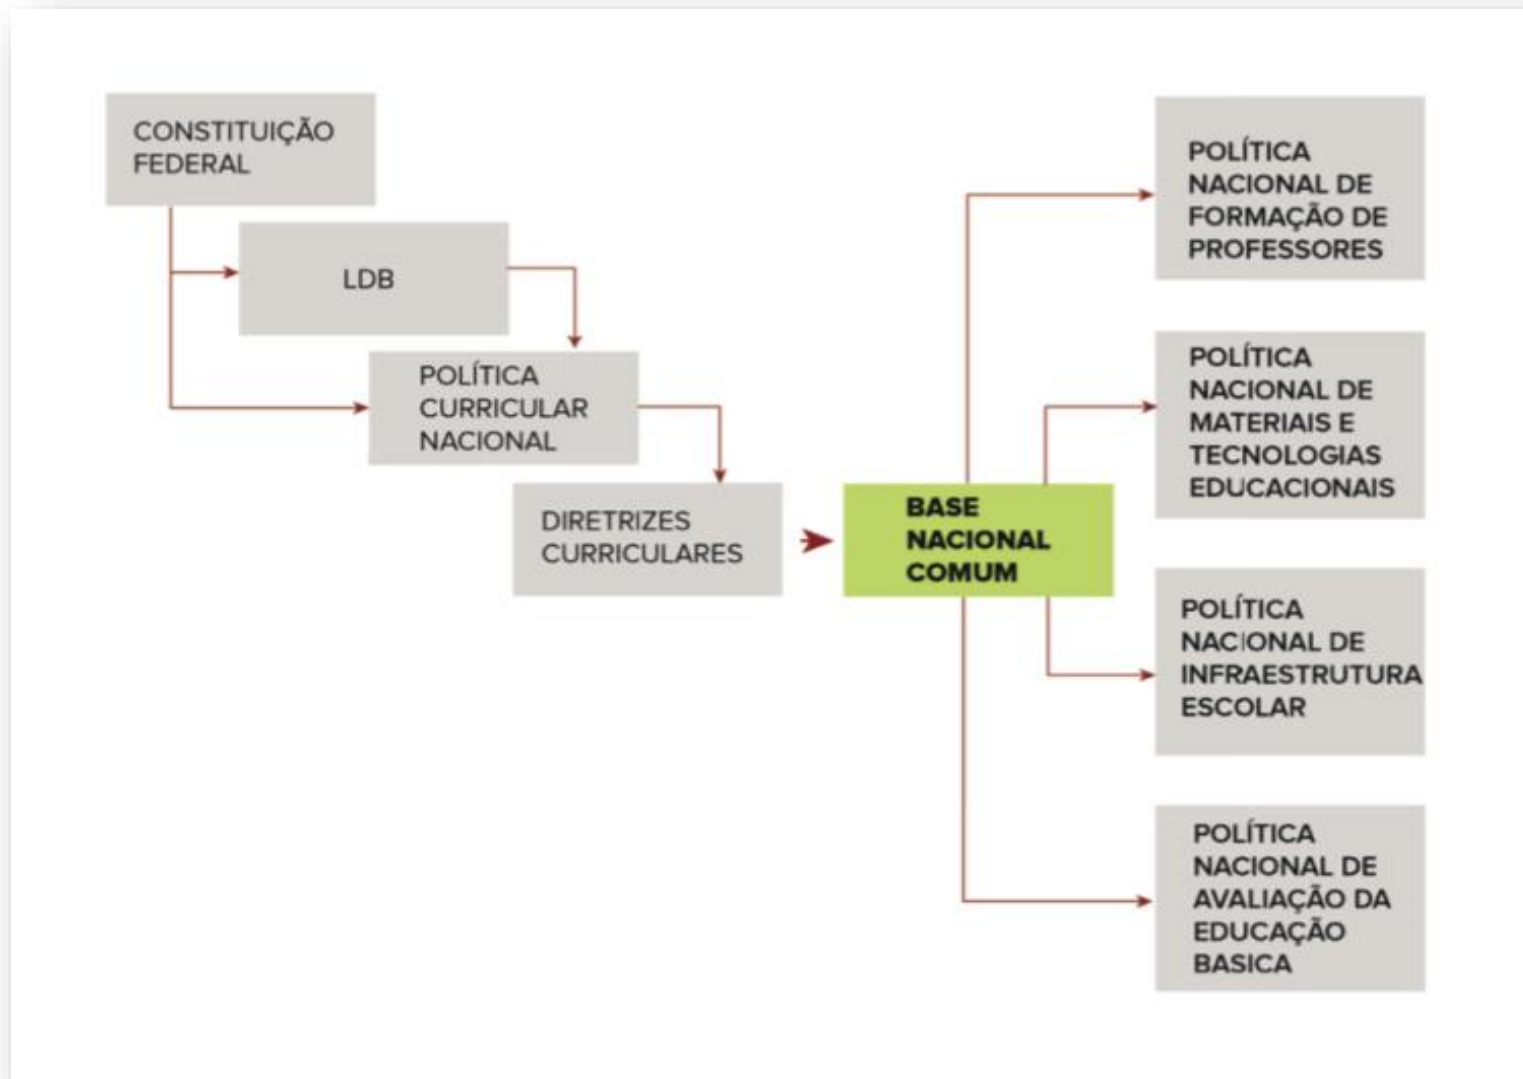 CONSTITUIÇÃO
FEDERAL
LDB
POLÍTICA
CURRICULAR
NACIONAL
DIRETRIZES
CURRICULARES
BASE
NACIONAL
COMUM
POLÍTICA
NACIONAL DE
FORMAÇÃO DE
PROFESSORES
POLÍTICA
NACIONAL DE
MATERIAIS E
TECNOLOGIAS
EDUCACIONAIS
POLÍTICA
NACIONAL DE
INFRAESTRUTURA
ESCOLAR
POLÍTICA
NACIONAL DE
AVALIAÇÃO DA
EDUCAÇÃO
BASICA